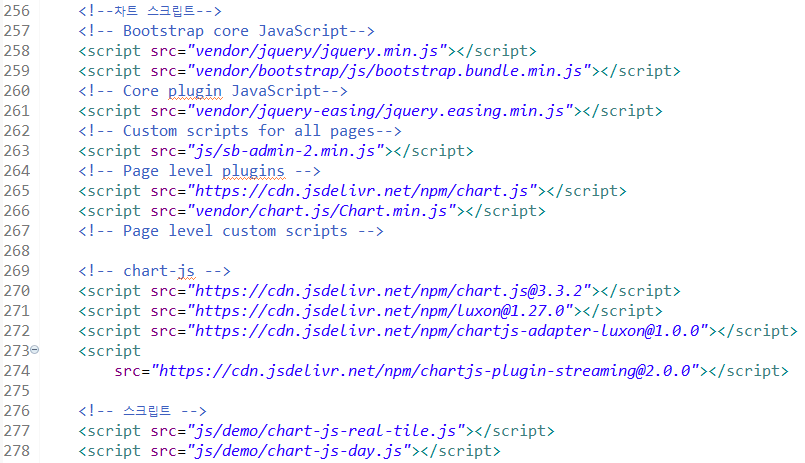 256 <!--차트 스크립트-->
257 <!-- Bootstrap core JavaScript-->
258 <script src="vendor/jquery/jquery.min.js"></script>
259 <script src="vendor/bootstrap/js/bootstrap.bundle.min.js"></script>
260 <!-- Core plugin JavaScript-->
261 <script src="vendor/jquery-easing/jquery.easing.min.js"></script>
262 <!-- Custom scripts for all pages-->
263 <script src="js/sb-admin-2.min.js"></script>
264 <!-- Page level plugins -->
265 <script src="https://cdn.jsdelivr.net/npm/chart.js"></script>
266 <script src="vendor/chart.js/Chart.min.js"></script>
267 <!-- Page level custom scripts -->
268
269 <!-- chart-js -->
270 <script src="https://cdn.jsdelivr.net/npm/chart.js@3.3.2"></script>
271 <script src="https://cdn.jsdelivr.net/npm/luxon@1.27.0"></script>
272 <script src="https://cdn.jsdelivr.net/npm/chartjs-adapter-luxon@1.0.0"></script>
273 <script
274 src="https://cdn.jsdelivr.net/npm/chartjs-plugin-streaming@2.0.0"></script>
275
276 <!-- 스크립트 -->
277 <script src="js/demo/chart-js-real-tile.js"></script>
278 <script src="js/demo/chart-js-day.js"></script>